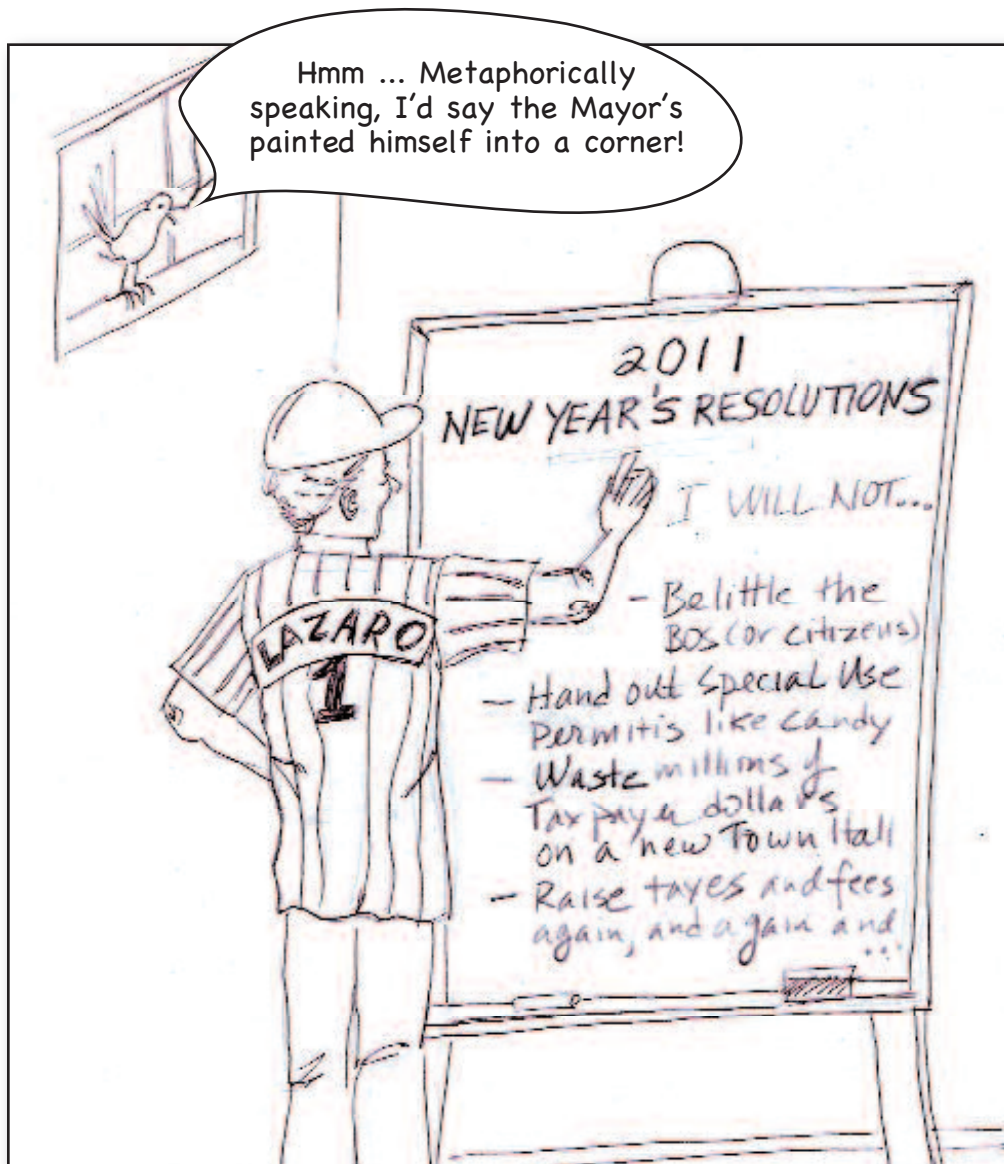 Hmm ... Metaphorically
speaking, I'd say the Mayor's
painted himself into a corner!
2011
NEW YEAR'S RESOLUTIONS
I WILL NOT...
- Belittle the
BOS (or citizens)
- Hand out Special Use
Permitis like candy
- Waste millions of
Taxpayer dollars
on a new Town Hall
- Raise tayes and fees
again, and again and
...
LAZARO
1